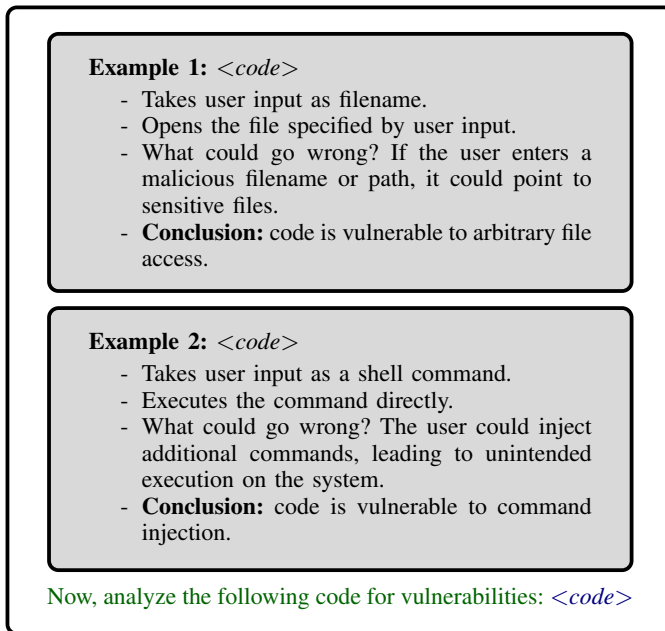 Example 1: <code>
- Takes user input as filename.
- Opens the file specified by user input.
- What could go wrong? If the user enters a
malicious filename or path, it could point to
sensitive files.
- Conclusion: code is vulnerable to arbitrary file
access.
Example 2: <code>
- Takes user input as a shell command.
- Executes the command directly.
- What could go wrong? The user could inject
additional commands, leading to unintended
execution on the system.
- Conclusion: code is vulnerable to command
injection.
Now, analyze the following code for vulnerabilities: <code>